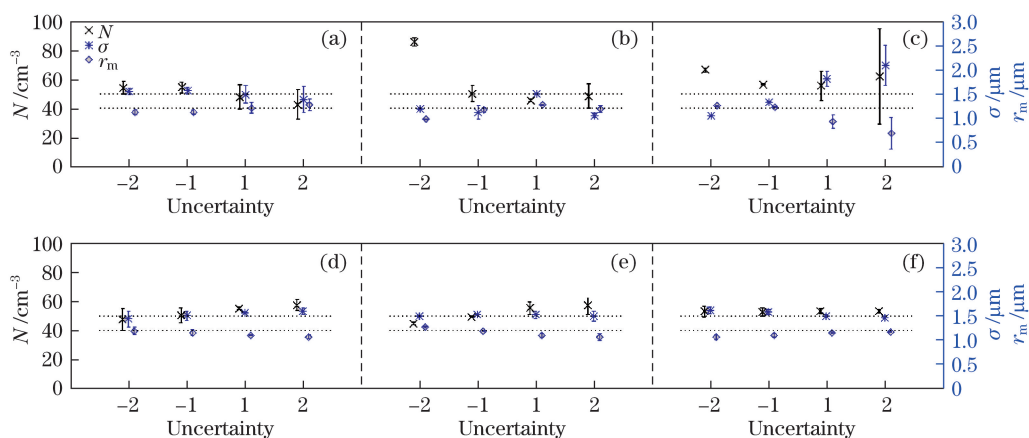 100
80
60
40
20
0
N/cm⁻³
N
σ
rm
(a)
(b)
(c)
3.0
2.5
2.0
1.5
1.0
0.5
0
σ/μm
rm/μm
−2 −1 1 2 −2 −1 1 2 −2 −1 1 2
Uncertainty Uncertainty Uncertainty
100
80
60
40
20
0
N/cm⁻³
(d)
(e)
(f)
3.0
2.5
2.0
1.5
1.0
0.5
0
σ/μm
rm/μm
−2 −1 1 2 −2 −1 1 2 −2 −1 1 2
Uncertainty Uncertainty Uncertainty